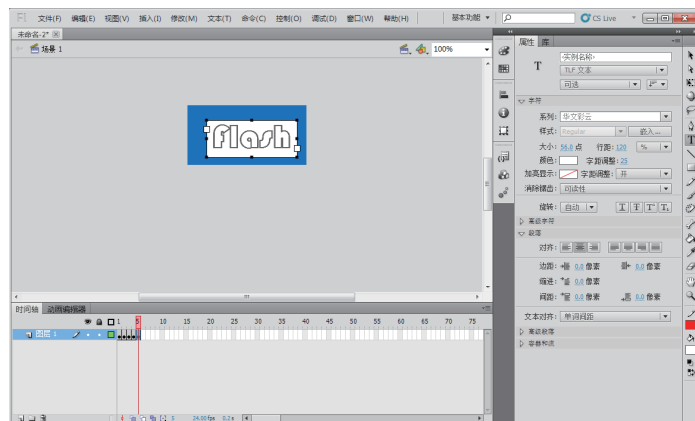 Fl 文件(F) 编辑(E) 视图(V) 插入(I) 修改(M) 文本(T) 命令(C) 控制(O) 调试(D) 窗口(W) 帮助(H) 基本功能 CS Live
未命名-2*
场景 1 100%
Flash
属性 库
<实例名称>
T TLF 文本
可选
字符
系列: 华文彩云
样式: Regular 嵌入...
大小: 56.0 点 行距: 120 %
颜色: 字距调整: 25
加亮显示: 字距调整: 开
消除锯齿: 可读性
旋转: 自动
高级字符
段落
对齐:
边距: 0.0 像素 0.0 像素
缩进: 0.0 像素
间距: 0.0 像素 0.0 像素
文本对齐: 单词间距
高级段落
容器和流
时间轴 动画编辑器
1 5 10 15 20 25 30 35 40 45 50 55 60 65 70 75
图层 1
5 24.00fps 0.2s